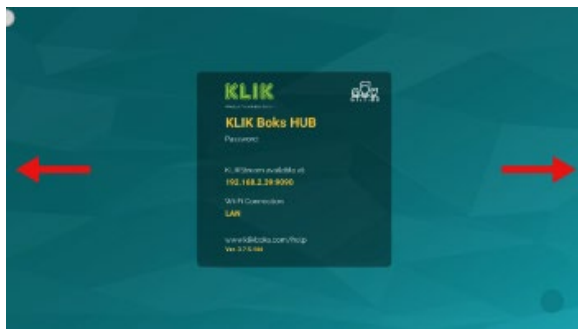 KLIK
KLIK Boks HUB
Password
KLIKStream available at
192.168.2.39:9090
Wi-Fi Connection
LAN
www.klikboks.com/help